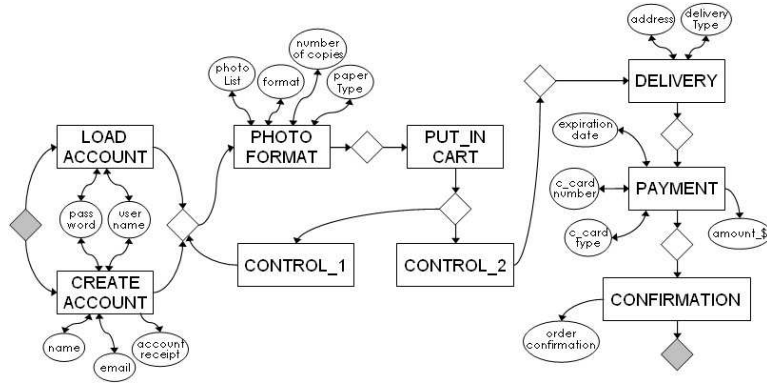 address
delivery
Type
number
of copies
photo
List
format
paper
Type
DELIVERY
LOAD
ACCOUNT
PHOTO
FORMAT
PUT_IN
CART
expiration
date
c_card
number
PAYMENT
pass
word
user
name
c_card
Type
amount_$
CONTROL_1
CONTROL_2
CREATE
ACCOUNT
CONFIRMATION
name
email
account
receipt
order
confirmation